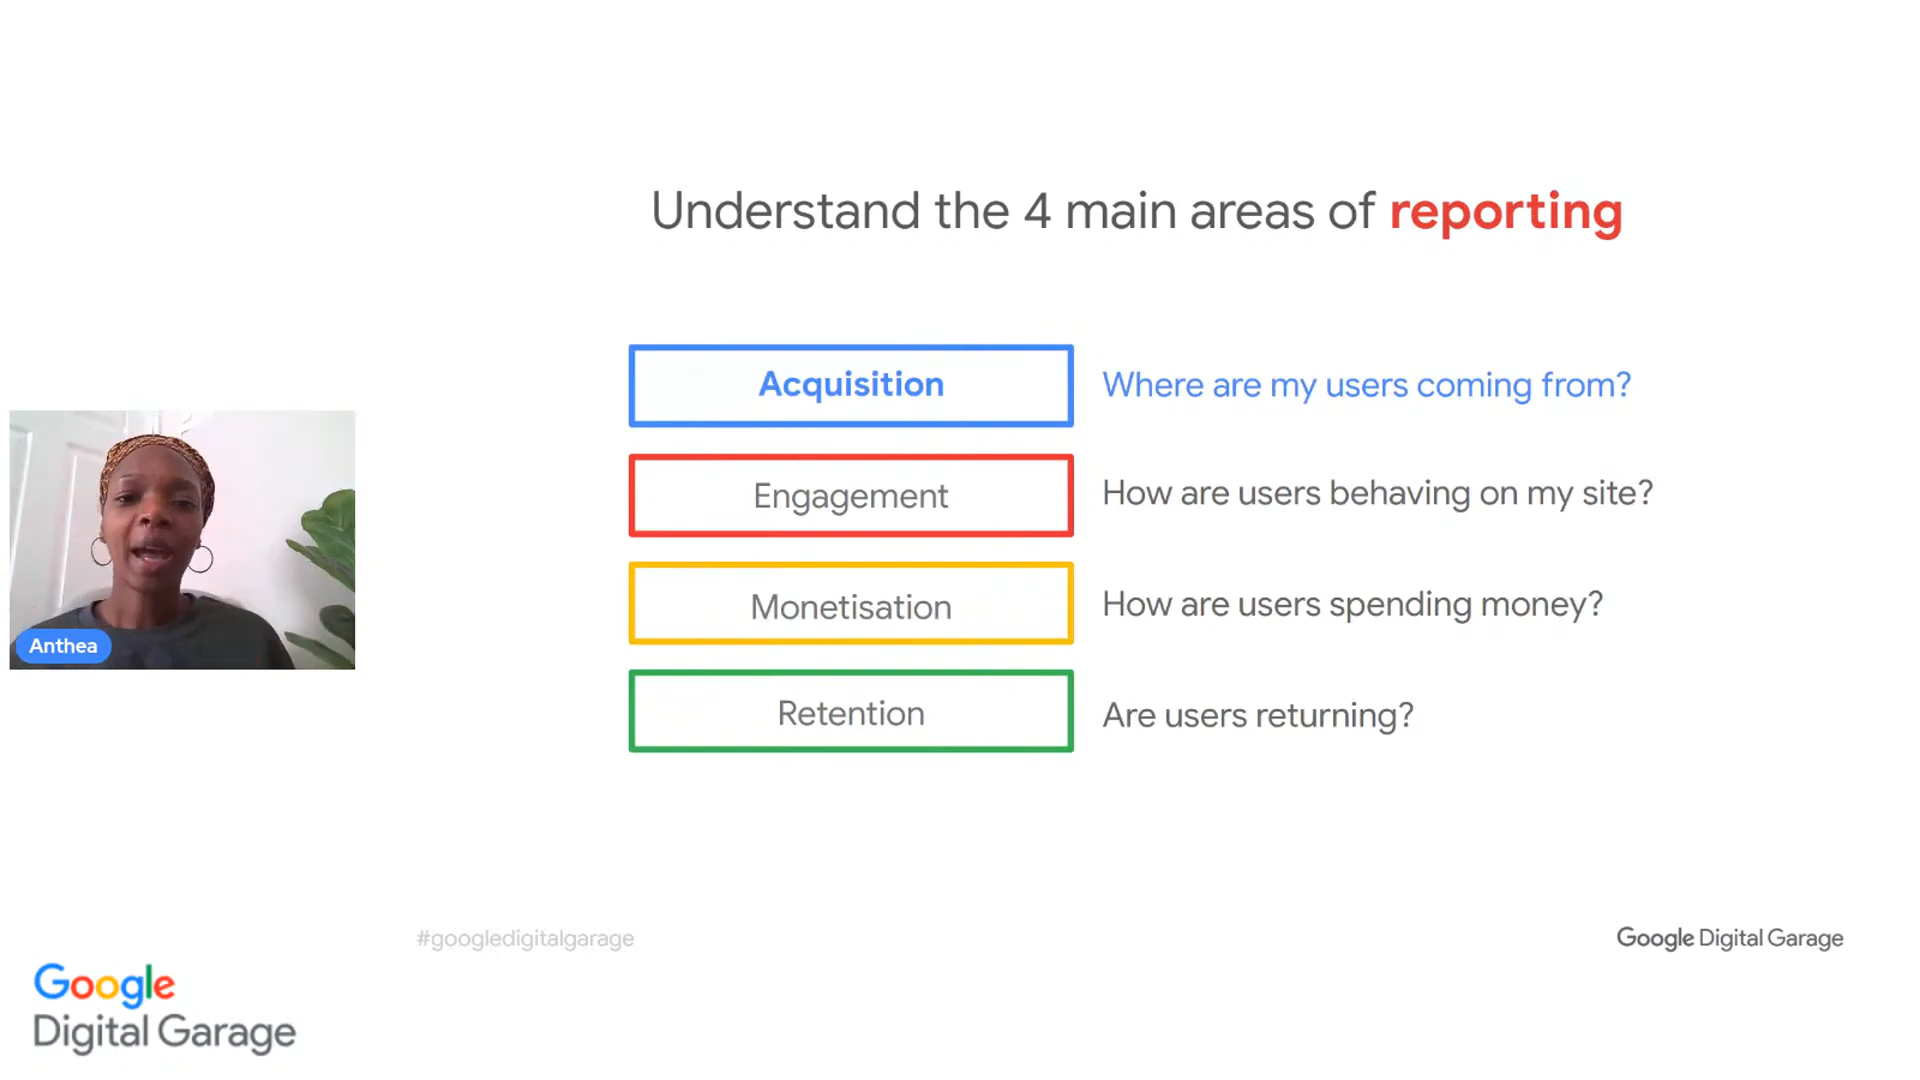 Understand the 4 main areas of reporting
Acquisition
Where are my users coming from?
Engagement
How are users behaving on my site?
Monetisation
How are users spending money?
Retention
Are users returning?
Anthea
#googledigitalgarage
Google Digital Garage
Google
Digital Garage